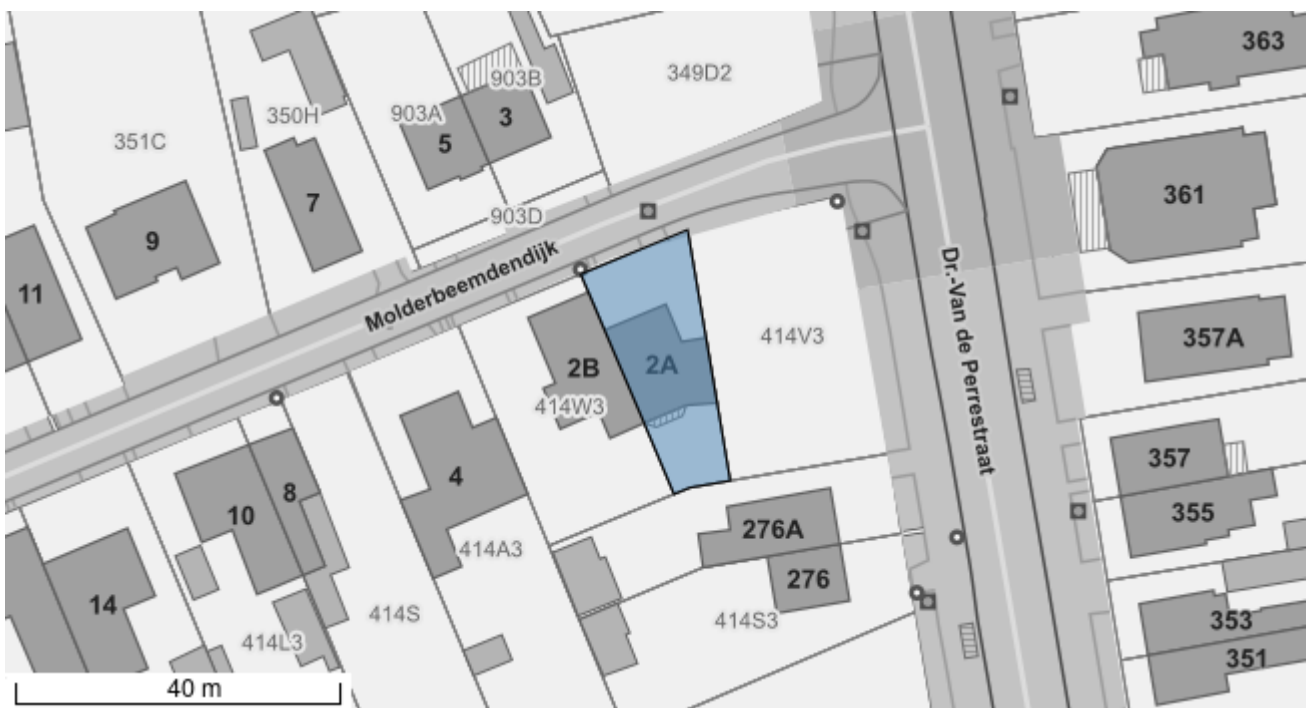 363
903B
349D2
350H
903A
3
351C
5
361
7
903D
9
Molderbeemdendijk
11
Dr.-Van de Perrestraat
414V3
357A
2A
2B
414W3
4
357
8
355
10
276A
414A3
276
14
414S
414S3
353
414L3
351
40 m